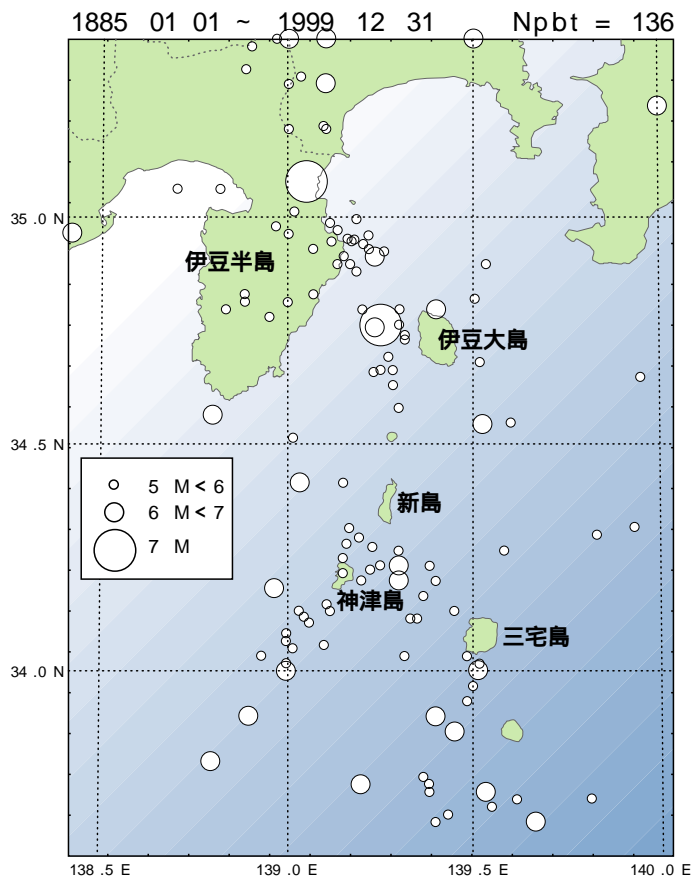 1885 01 01 ~ 1999 12 31 Npbt = 136
35.0 N
伊豆半島
伊豆大島
34.5 N
5 M < 6
6 M < 7
7 M
新島
神津島
三宅島
34.0 N
138.5 E 139.0 E 139.5 E 140.0 E